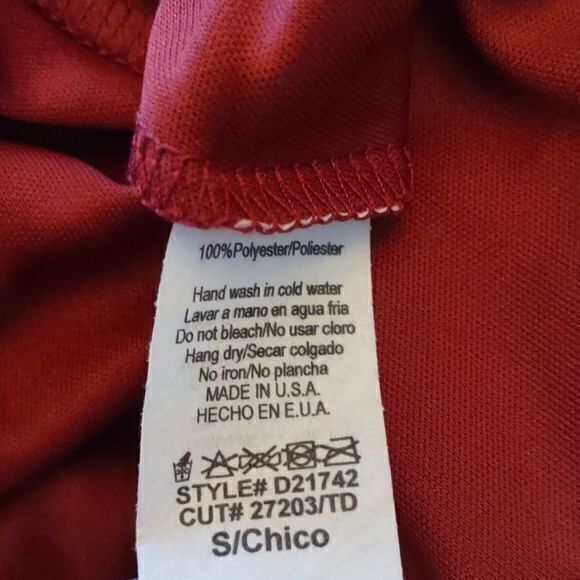 100%Polyester/Poliester
Hand wash in cold water
Lavar a mano en agua fria
Do not bleach/No usar cloro
Hang dry/Secar colgado
No iron/No plancha
MADE IN U.S.A.
HECHO EN E.U.A.
STYLE# D21742
CUT# 27203/TD
S/Chico